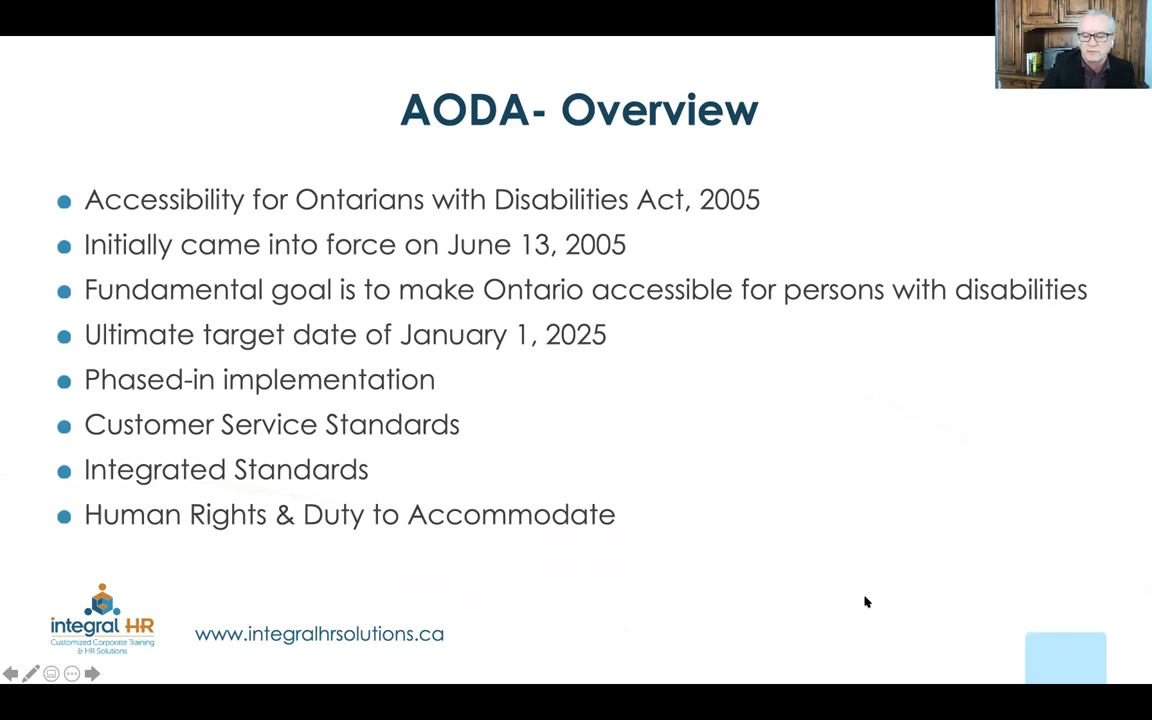 AODA- Overview
Accessibility for Ontarians with Disabilities Act, 2005
Initially came into force on June 13, 2005
Fundamental goal is to make Ontario accessible for persons with disabilities
Ultimate target date of January 1, 2025
Phased-in implementation
Customer Service Standards
Integrated Standards
Human Rights & Duty to Accommodate
integral HR
Customized Corporate Training
& HR Solutions
www.integralhrsolutions.ca